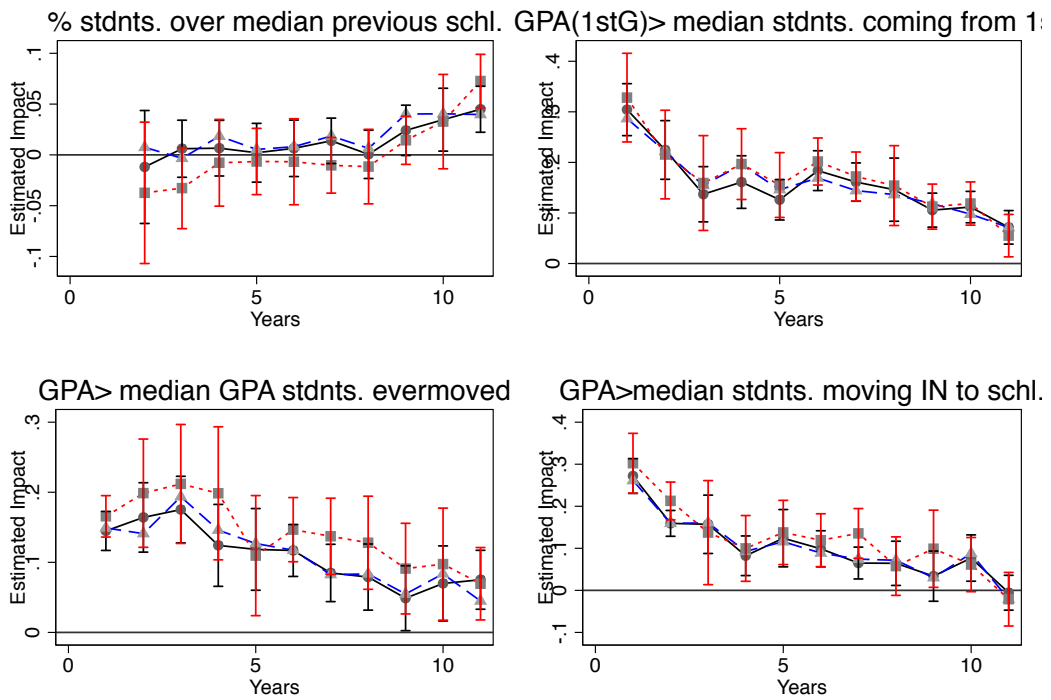 % stdnts. over median previous schl.
Estimated Impact
.1
.05
0
-.05
-.1
0
5
10
Years
GPA(1stG)> median stdnts. coming from 1s
Estimated Impact
.4
.3
.2
.1
0
0
5
10
Years
GPA> median GPA stdnts. evermoved
Estimated Impact
.3
.2
.1
0
0
5
10
Years
GPA>median stdnts. moving IN to schl.
Estimated Impact
.4
.3
.2
.1
0
-.1
0
5
10
Years